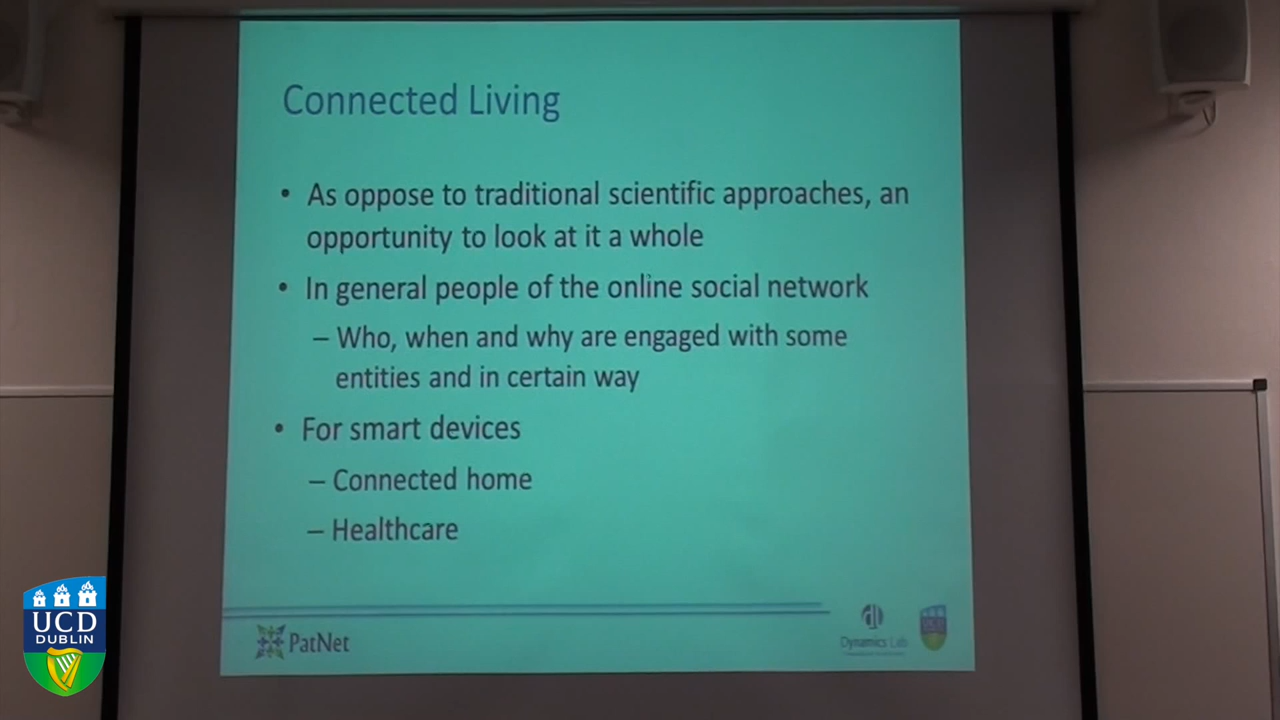 Connected Living
• As oppose to traditional scientific approaches, an
opportunity to look at it a whole
• In general people of the online social network
– Who, when and why are engaged with some
entities and in certain way
• For smart devices
– Connected home
– Healthcare
PatNet
Dynamics Lab
UCD
UCD
DUBLIN